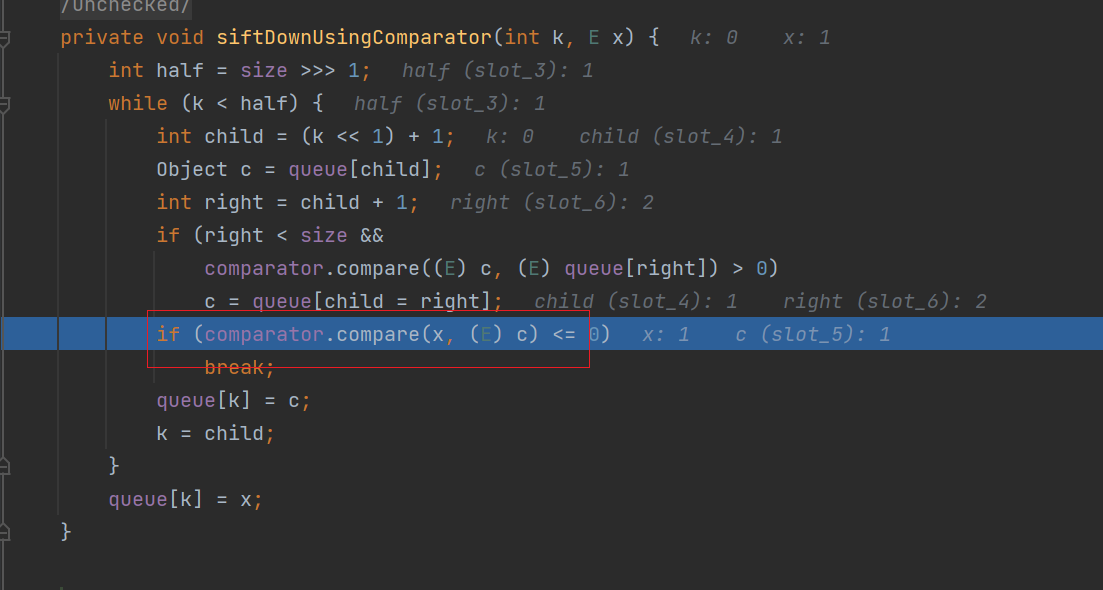 /unchecked/
private void siftDownUsingComparator(int k, E x) { k: 0 x: 1
int half = size >>> 1; half (slot_3): 1
while (k < half) { half (slot_3): 1
int child = (k << 1) + 1; k: 0 child (slot_4): 1
Object c = queue[child]; c (slot_5): 1
int right = child + 1; right (slot_6): 2
if (right < size &&
comparator.compare((E) c, (E) queue[right]) > 0)
c = queue[child = right]; child (slot_4): 1 right (slot_6): 2
if (comparator.compare(x, (E) c) <= 0) x: 1 c (slot_5): 1
break;
queue[k] = c;
k = child;
}
queue[k] = x;
}